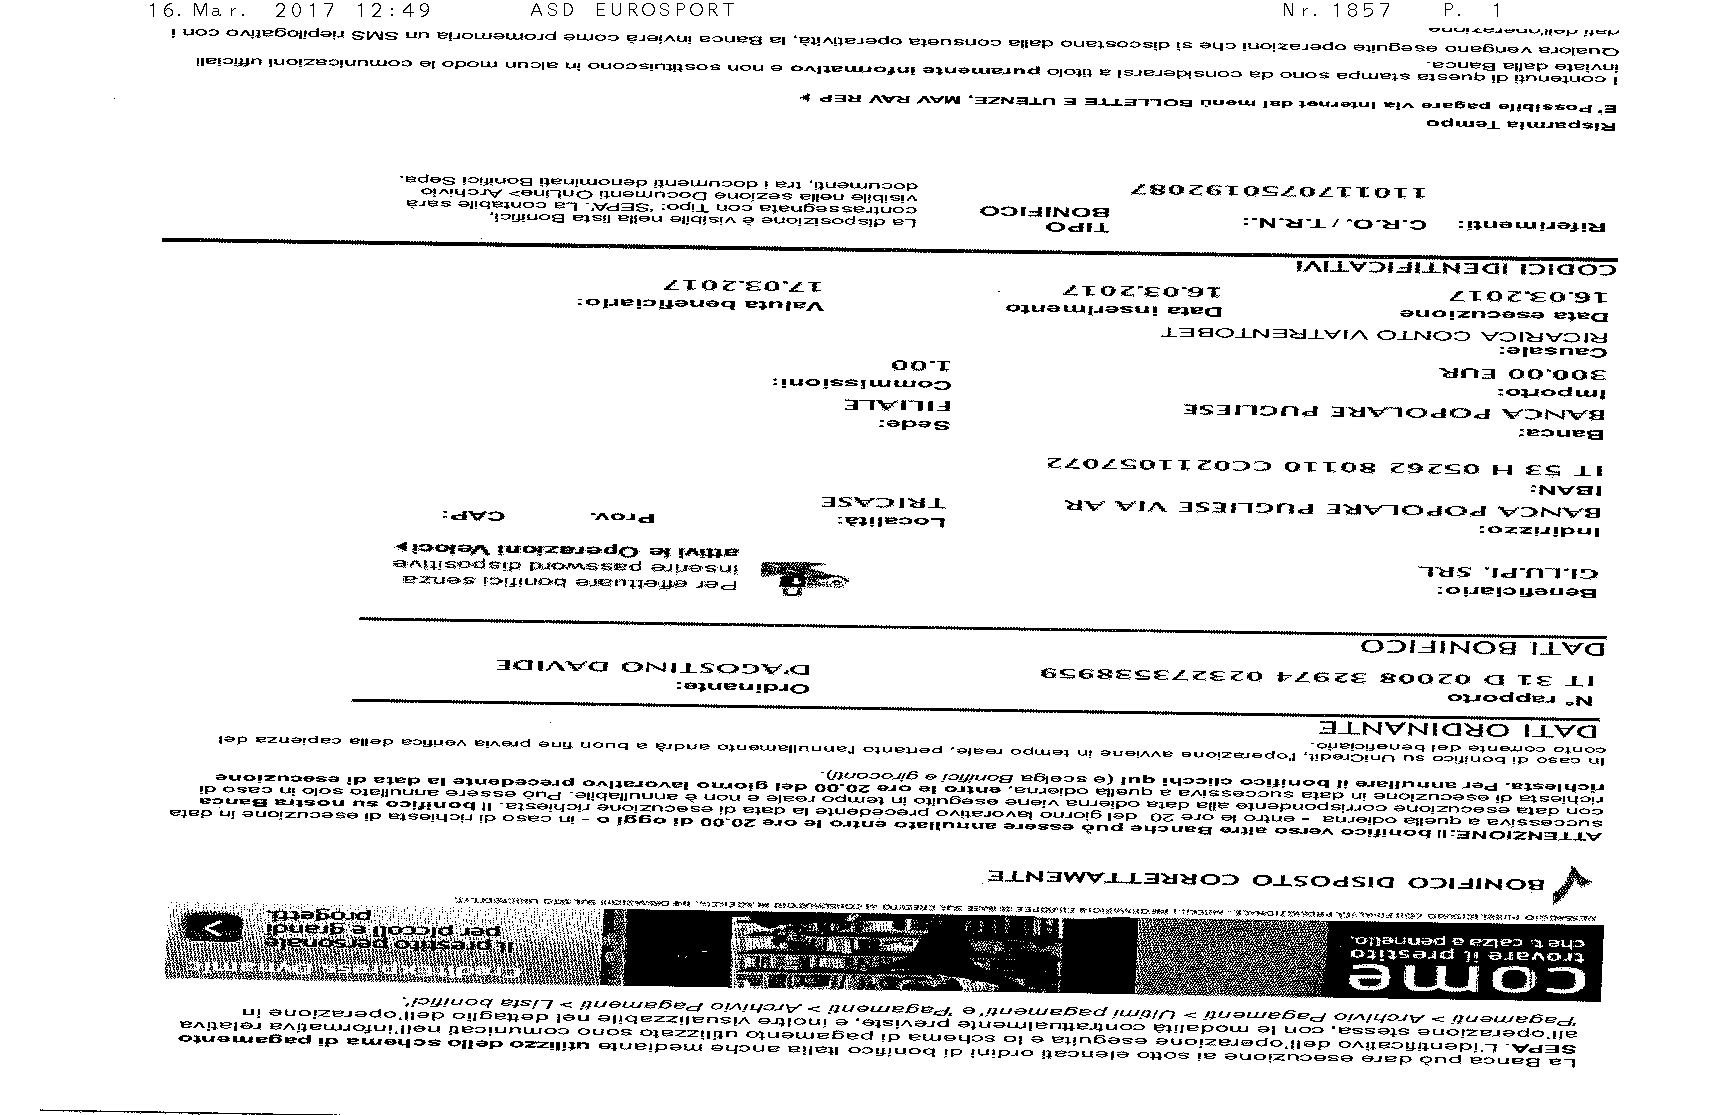 16.Mar. 2017 12:49 ASD EUROSPORT Nr.1857 P. 1
La Banca può dare esecuzione ai sotto elencati ordini di bonifico Italia anche mediante utilizzo dello schema di pagamento
SEPA. L'identificativo dell'operazione eseguita e lo schema di pagamento utilizzato sono comunicati nell'informativa relativa
all'operazione stessa, con le modalità contrattualmente previste, e inoltre visualizzabile nel dettaglio dell'operazione in
'Pagamenti > Archivio Pagamenti > Ultimi pagamenti' e 'Pagamenti > Archivio Pagamenti > Lista bonifici'.
come
trovare il prestito
che ti calza a pennello.
CreditExpress Dynamic
il prestito personale
per piccoli e grandi
progetti.
BONIFICO DISPOSTO CORRETTAMENTE
ATTENZIONE: Il bonifico verso altre Banche può essere annullato entro le ore 20.00 di oggi o - in caso di richiesta di esecuzione in data
successiva a quella odierna - entro le ore 20 del giorno lavorativo precedente la data di esecuzione richiesta. Il bonifico su nostra Banca
con data esecuzione corrispondente alla data odierna viene eseguito in tempo reale e non è annullabile. Può essere annullato solo in caso di
richiesta di esecuzione in data successiva a quella odierna, entro le ore 20.00 del giorno lavorativo precedente la data di esecuzione
richiesta. Per annullare il bonifico clicchi qui (e scelga Bonifici e giroconti).
In caso di bonifico su UniCredit, l'operazione avviene in tempo reale, pertanto l'annullamento andrà a buon fine previa verifica della capienza del
conto corrente del beneficiario.
DATI ORDINANTE
N° rapporto Ordinante:
IT 31 D 02008 32974 023273538959 D'AGOSTINO DAVIDE
DATI BONIFICO
Beneficiario:
GI.LU.PI. SRL
Per effettuare bonifici senza
inserire password dispositive
attivi le Operazioni Veloci
Indirizzo: Località: Prov. CAP:
BANCA POPOLARE PUGLIESE VIA AR TRICASE
IBAN:
IT 53 H 05262 80110 CC0211057072
Banca: Sede:
BANCA POPOLARE PUGLIESE FILIALE
Importo: Commissioni:
300.00 EUR 1.00
Causale:
RICARICA CONTO VIATRENTOBET
Data esecuzione Data inserimento Valuta beneficiario:
16.03.2017 16.03.2017 17.03.2017
CODICI IDENTIFICATIVI
Riferimenti: C.R.O. / T.R.N.: TIPO BONIFICO
1101170750192087
La disposizione è visibile nella lista Bonifici,
contrassegnata con Tipo: 'SEPA'. La contabile sarà
visibile nella sezione Documenti OnLine> Archivio
documenti, tra i documenti denominati Bonifici Sepa.
Risparmia Tempo
E' Possibile pagare via Internet dal menù BOLLETTE E UTENZE, MAV RAV REP
I contenuti di questa stampa sono da considerarsi a titolo puramente informativo e non sostituiscono in alcun modo le comunicazioni ufficiali
inviate dalla Banca.
Qualora vengano eseguite operazioni che si discostano dalla consueta operatività, la Banca invierà come promemoria un SMS riepilogativo con i
dati dell'operazione